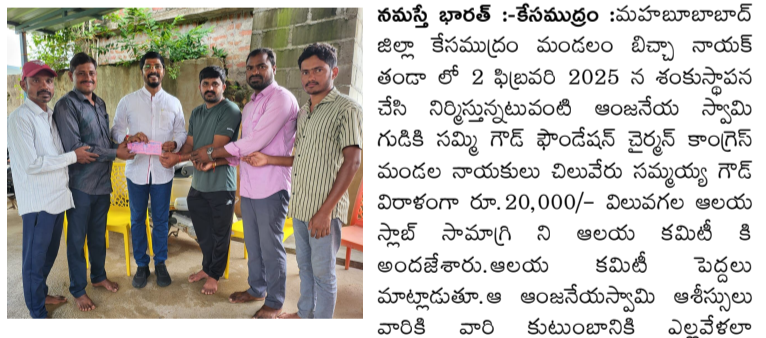 నమస్తే భారత్ :-కేసముద్రం :మహబూబాబాద్
జిల్లా కేసముద్రం మండలం బిచ్చా నాయక్
తండా లో 2 ఫిబ్రవరి 2025 న శంకుస్థాపన
చేసి నిర్మిస్తున్నటువంటి ఆంజనేయ స్వామి
గుడికి సమ్మి గౌడ్ ఫౌండేషన్ చైర్మన్ కాంగ్రెస్
మండల నాయకులు చిలువేరు సమ్మయ్య గౌడ్
విరాళంగా రూ.20,000/- విలువగల ఆలయ
స్లాబ్ సామాగ్రి ని ఆలయ కమిటీ కి
అందజేశారు.ఆలయ కమిటీ పెద్దలు
మాట్లాడుతూ.ఆ ఆంజనేయస్వామి ఆశీస్సులు
వారికి వారి కుటుంబానికి ఎల్లవేళలా